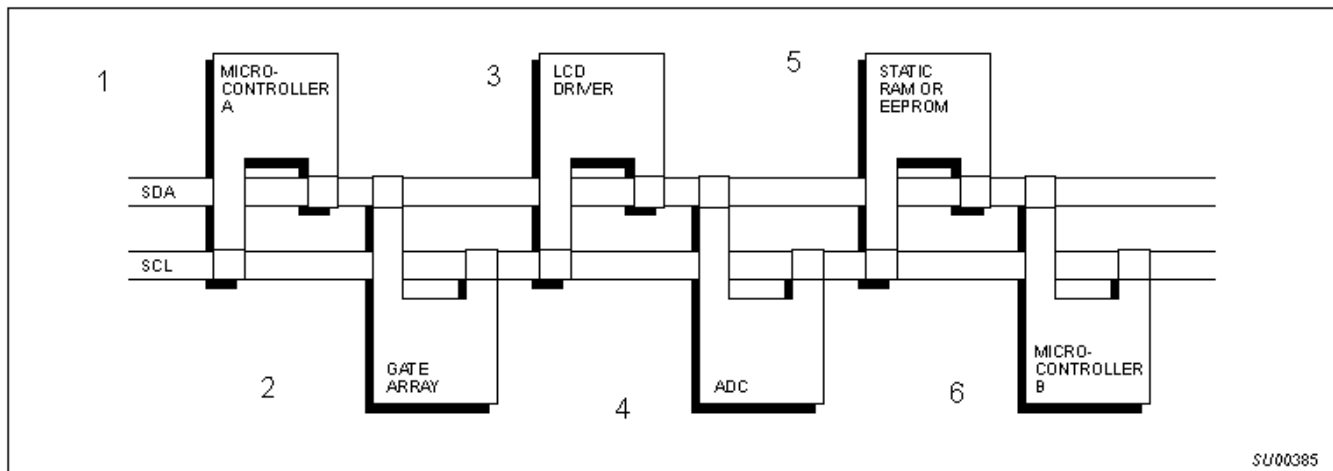 1
MICRO-
CONTROLLER
A
3
LCD
DRIVER
5
STATIC
RAM OR
EEPROM
SDA
SCL
2
GATE
ARRAY
4
ADC
6
MICRO-
CONTROLLER
B
SU00385